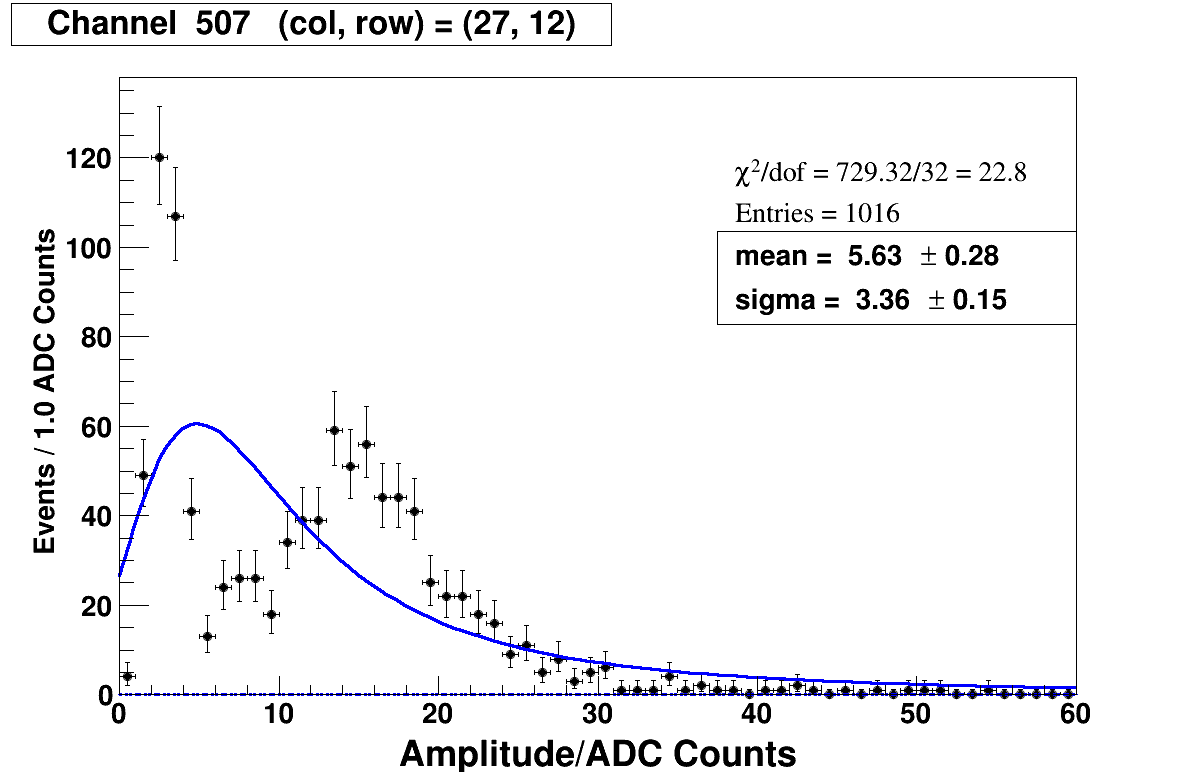 Channel 507 (col, row) = (27, 12)
χ²/dof = 729.32/32 = 22.8
Entries = 1016
mean = 5.63 ± 0.28
sigma = 3.36 ± 0.15
Events / 1.0 ADC Counts
120
100
80
60
40
20
0
0 10 20 30 40 50 60
Amplitude/ADC Counts